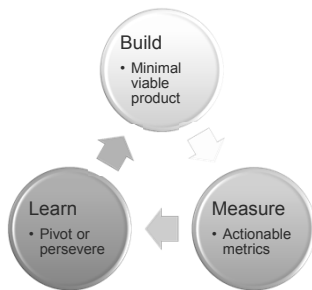 Build
• Minimal
viable
product
Learn
• Pivot or
persevere
Measure
• Actionable
metrics